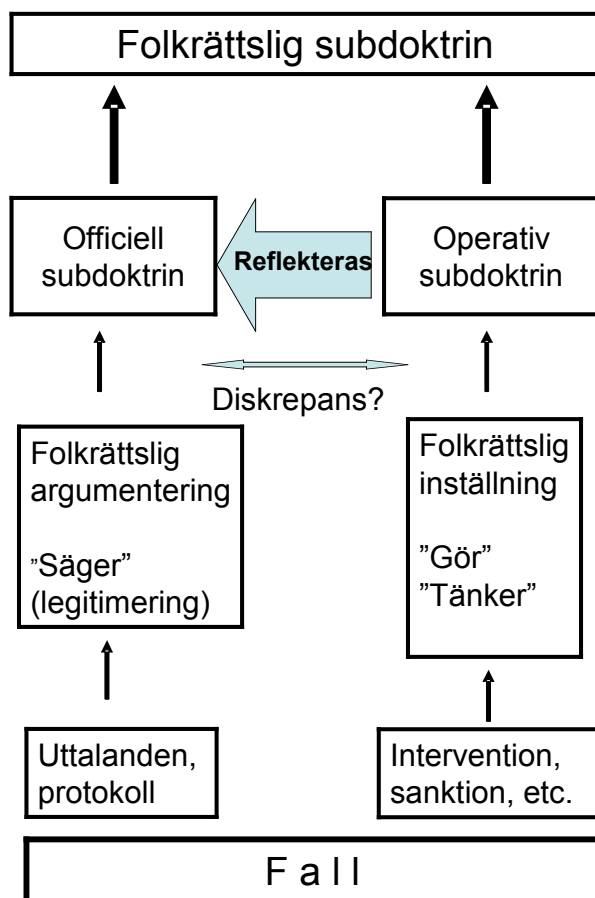 Folkrättslig subdoktrin
Officiell
subdoktrin
Reflekteras
Operativ
subdoktrin
Diskrepans?
Folkrättslig
argumentering
”Säger”
(legitimering)
Folkrättslig
inställning
”Gör”
”Tänker”
Uttalanden,
protokoll
Intervention,
sanktion, etc.
F a l l